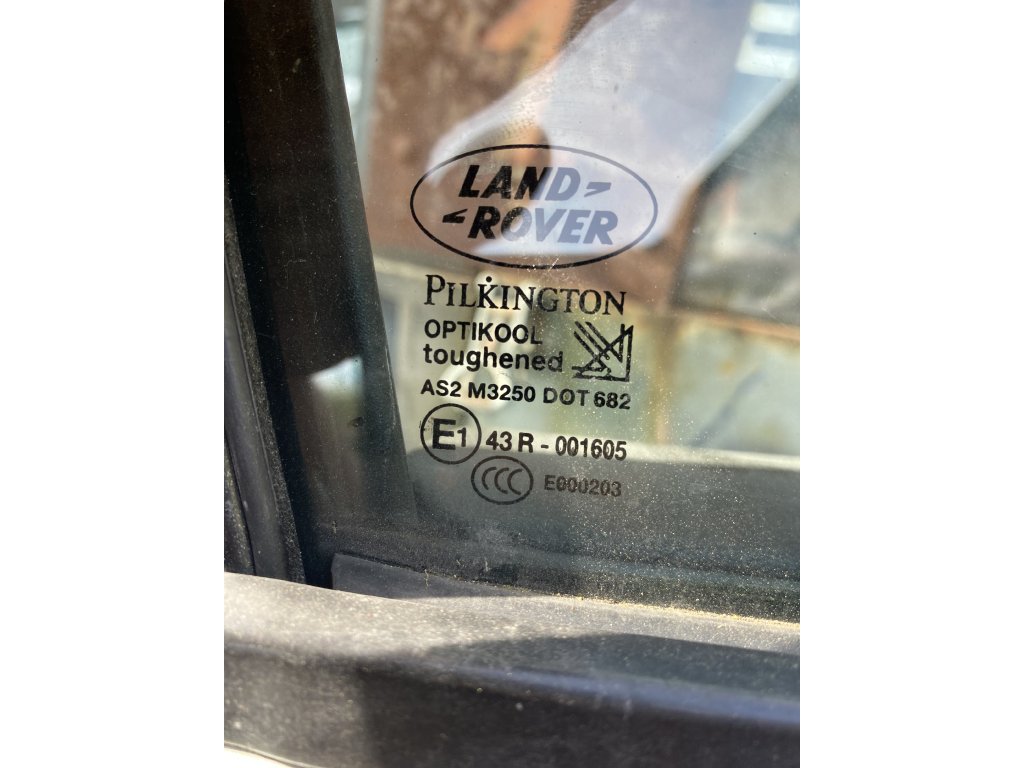 LAND
ROVER
PILKINGTON
OPTIKOOL
toughened
AS2 M3250 DOT 682
E1 43 R - 001605
CCC E000203